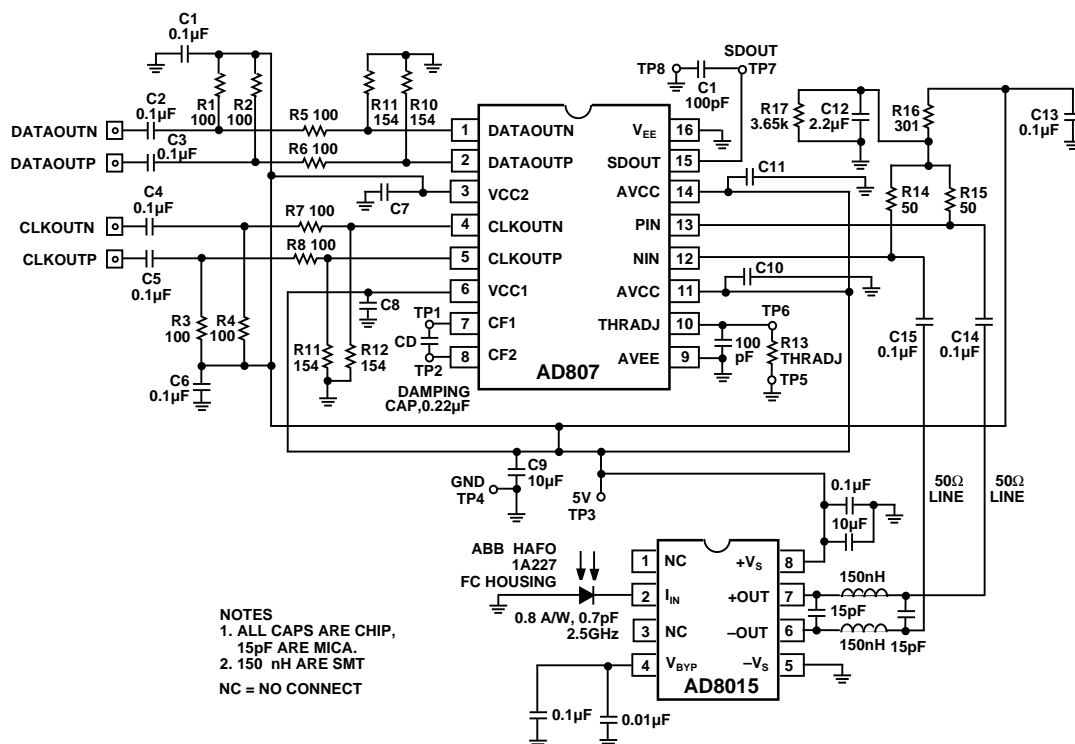 C1
0.1µF
C2
0.1µF
R1
100
R2
100
R5 100
R11
154
R10
154
DATAOUTN
C3
0.1µF
R6 100
DATAOUTP
C4
0.1µF
R7 100
CLKOUTN
R8 100
CLKOUTP
C5
0.1µF
R3
100
R4
100
C6
0.1µF
C7
C8
TP1
CD
TP2
R11
154
R12
154
DAMPING
CAP,0.22µF
1 DATAOUTN
2 DATAOUTP
3 VCC2
4 CLKOUTN
5 CLKOUTP
6 VCC1
7 CF1
8 CF2
VEE 16
SDOUT 15
AVCC 14
PIN 13
NIN 12
AVCC 11
THRADJ 10
AVEE 9
AD807
SDOUT
TP8
TP7
C1
100pF
R17
3.65k
C12
2.2µF
R16
301
C13
0.1µF
C11
R14
50
R15
50
C10
TP6
100
pF
R13
THRADJ
TP5
C15
0.1µF
C14
0.1µF
C9
10µF
GND
TP4
5V
TP3
50Ω
LINE
50Ω
LINE
0.1µF
10µF
ABB HAFO
1A227
FC HOUSING
0.8 A/W, 0.7pF
2.5GHz
1 NC
2 IIN
3 NC
4 VBYP
+VS 8
+OUT 7
–OUT 6
–VS 5
AD8015
150nH
15pF
150nH
15pF
0.1µF
0.01µF
NOTES
1. ALL CAPS ARE CHIP,
15pF ARE MICA.
2. 150 nH ARE SMT
NC = NO CONNECT